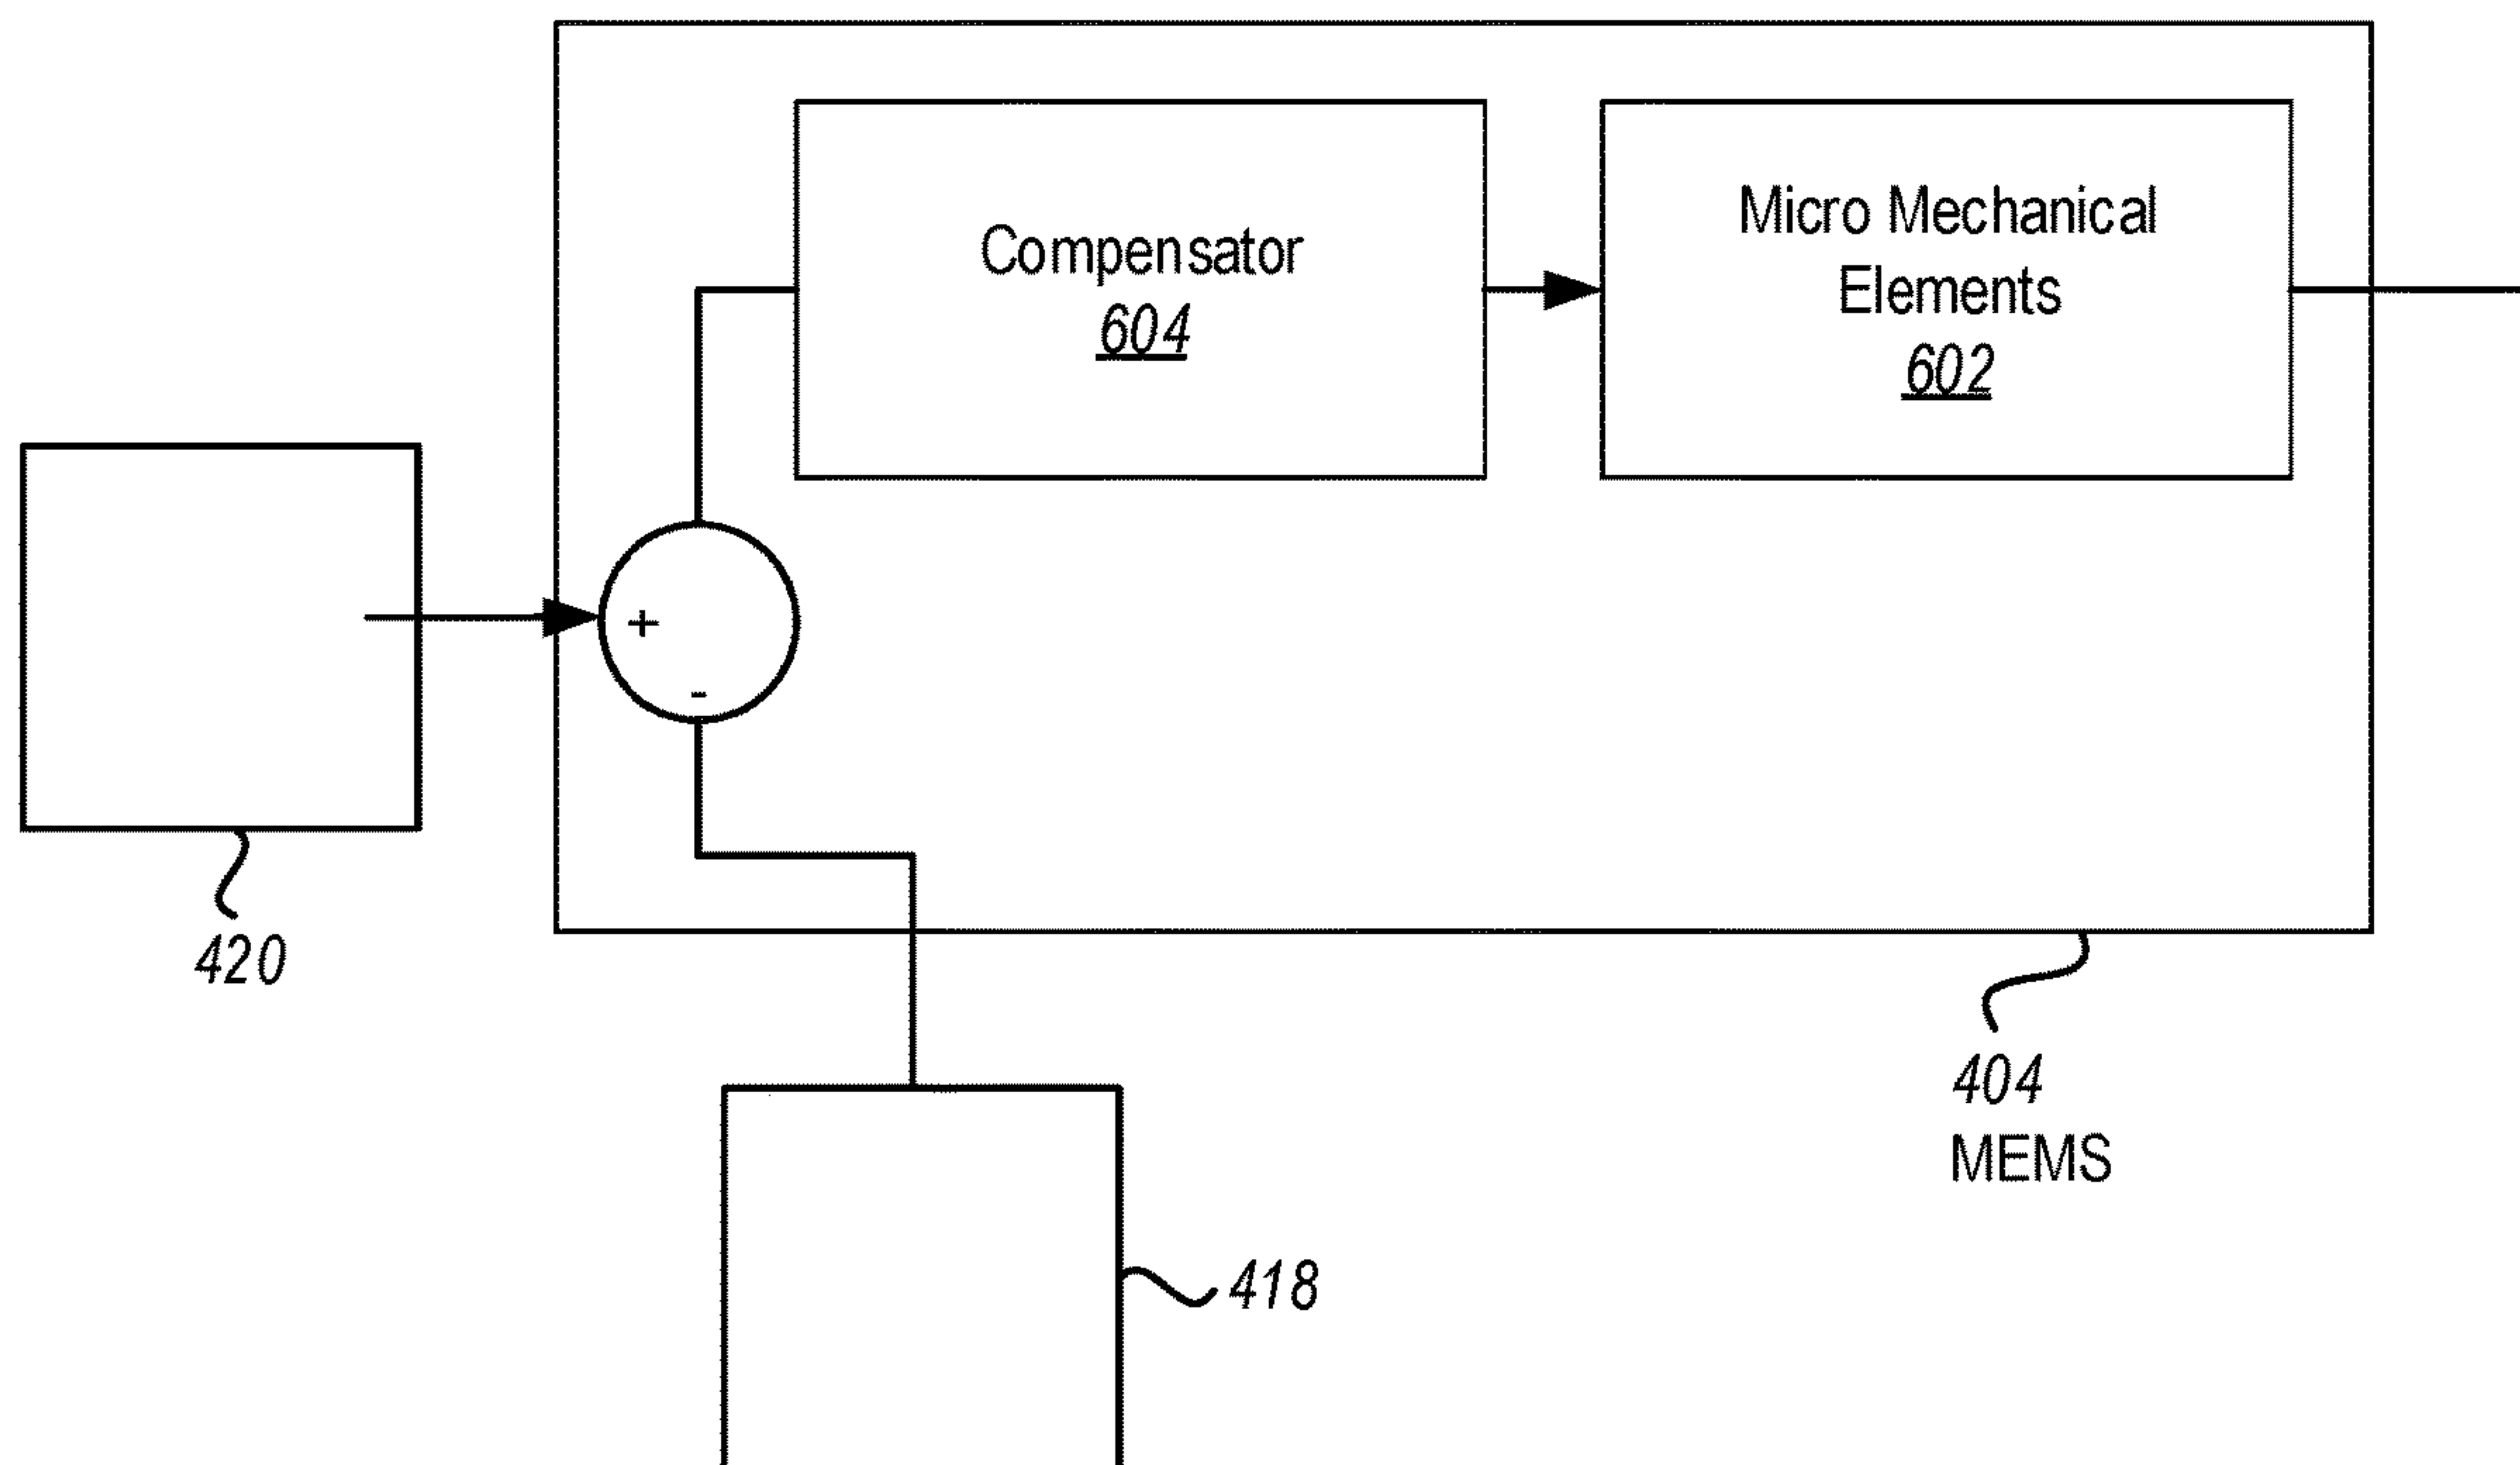 Compensator
604
Micro Mechanical
Elements
602
+
-
420
404
MEMS
418